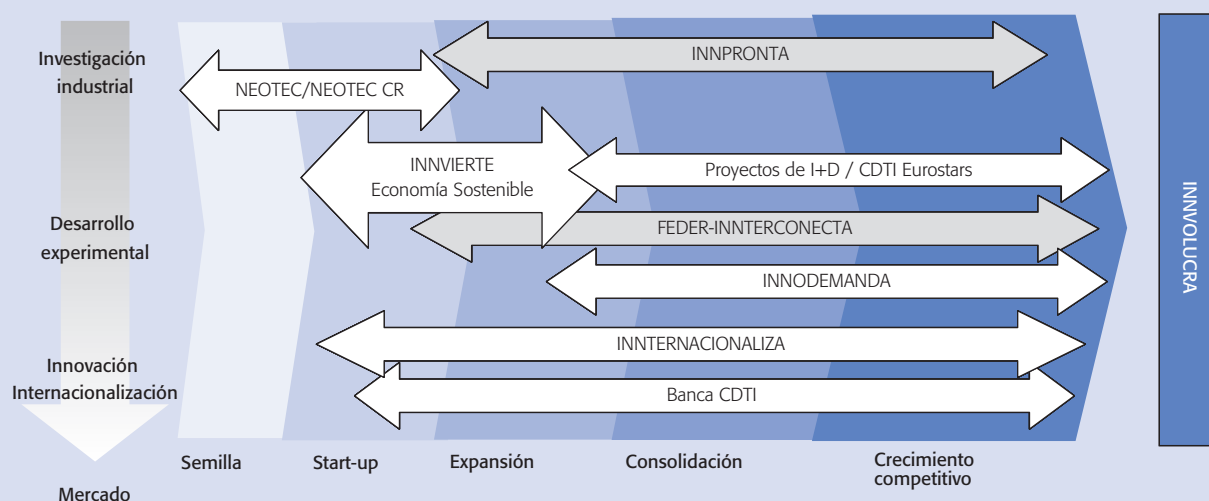 Investigación
industrial
Desarrollo
experimental
Innovación
Internacionalización
Mercado
INNPRONTA
NEOTEC/NEOTEC CR
INNVIERTE
Economía Sostenible
Proyectos de I+D / CDTI Eurostars
FEDER-INNTERCONECTA
INNODEMANDA
INNTERNACIONALIZA
Banca CDTI
Semilla
Start-up
Expansión
Consolidación
Crecimiento
competitivo
INNVOLUCRA